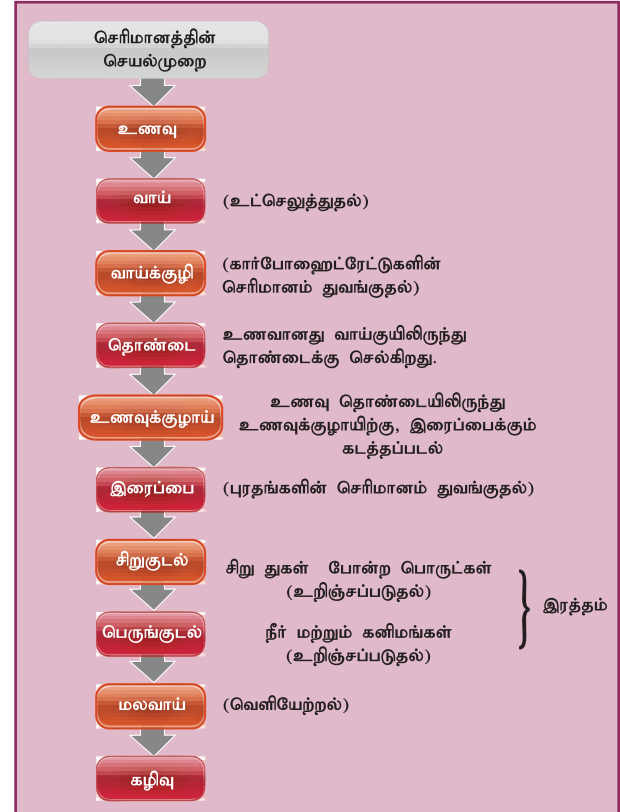 செரிமானத்தின்
செயல்முறை
உணவு
வாய்
(உட்செலுத்துதல்)
வாய்க்குழி
(கார்போஹைட்ரேட்டுகளின்
செரிமானம் துவங்குதல்)
தொண்டை
உணவானது வாய்குயிலிருந்து
தொண்டைக்கு செல்கிறது.
உணவுக்குழாய்
உணவு தொண்டையிலிருந்து
உணவுக்குழாயிற்கு, இரைப்பைக்கும்
கடத்தப்படல்
இரைப்பை
(புரதங்களின் செரிமானம் துவங்குதல்)
சிறுகுடல்
சிறு துகள் போன்ற பொருட்கள்
(உறிஞ்சப்படுதல்)
பெருங்குடல்
நீர் மற்றும் கனிமங்கள்
(உறிஞ்சப்படுதல்)
இரத்தம்
மலவாய்
(வெளியேற்றல்)
கழிவு